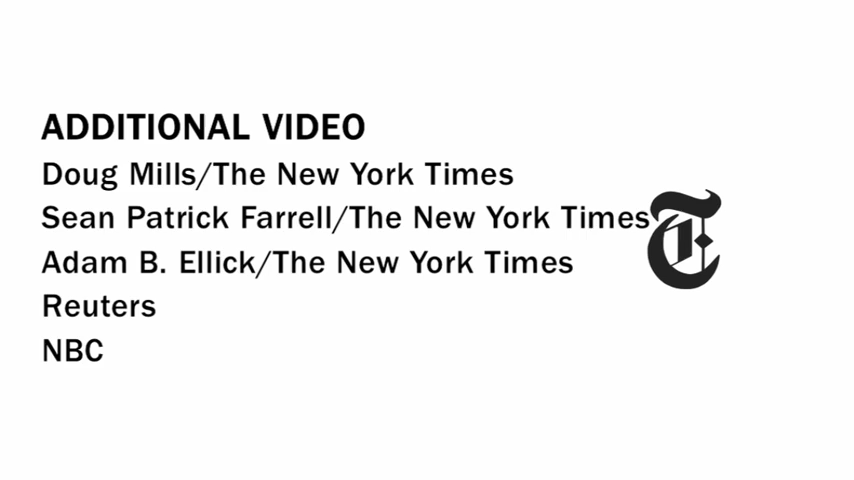 ADDITIONAL VIDEO
Doug Mills/The New York Times
Sean Patrick Farrell/The New York Times
Adam B. Ellick/The New York Times
Reuters
NBC
T